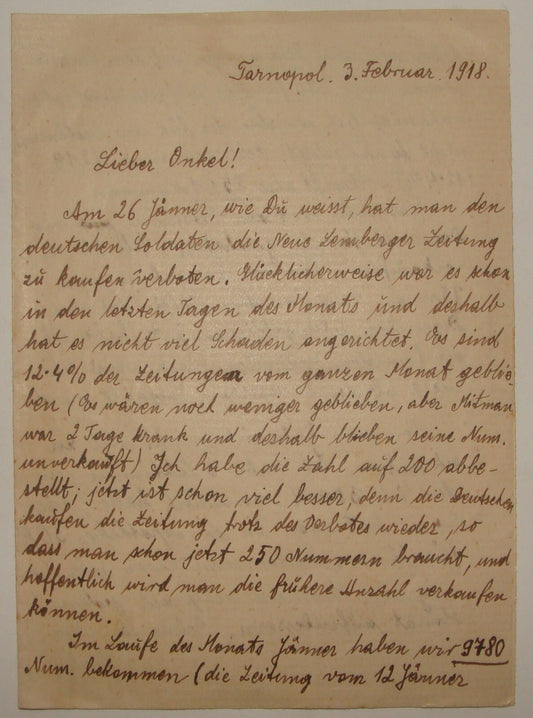 Tarnopol. 3. Februar. 1918.
Lieber Onkel!
Am 26 Jänner, wie Du weisst, hat man den
deutschen Soldaten die Neue Lemberger Zeitung
zu kaufen verboten. Glücklicherweise war es schon
in den letzten Tagen des Monats und deshalb
hat es nicht viel Schaden angerichtet. Es sind
12·4% der Zeitungen vom ganzen Monat geblie-
ben (Es wären noch weniger geblieben, aber Mitman
war 2 Tage krank und deshalb blieben seine Num.
unverkauft) Ich habe die Zahl auf 200 abbe-
stellt; jetzt ist schon viel besser, denn die Deutschen
kaufen die Zeitung trotz des Verbotes wieder, so
dass man schon jetzt 250 Nummern braucht, und
hoffentlich wird man die frühere Anzahl verkaufen
können.
Im Laufe des Monats Jänner haben wir 9780
Num. bekommen (die Zeitung vom 12 Jänner